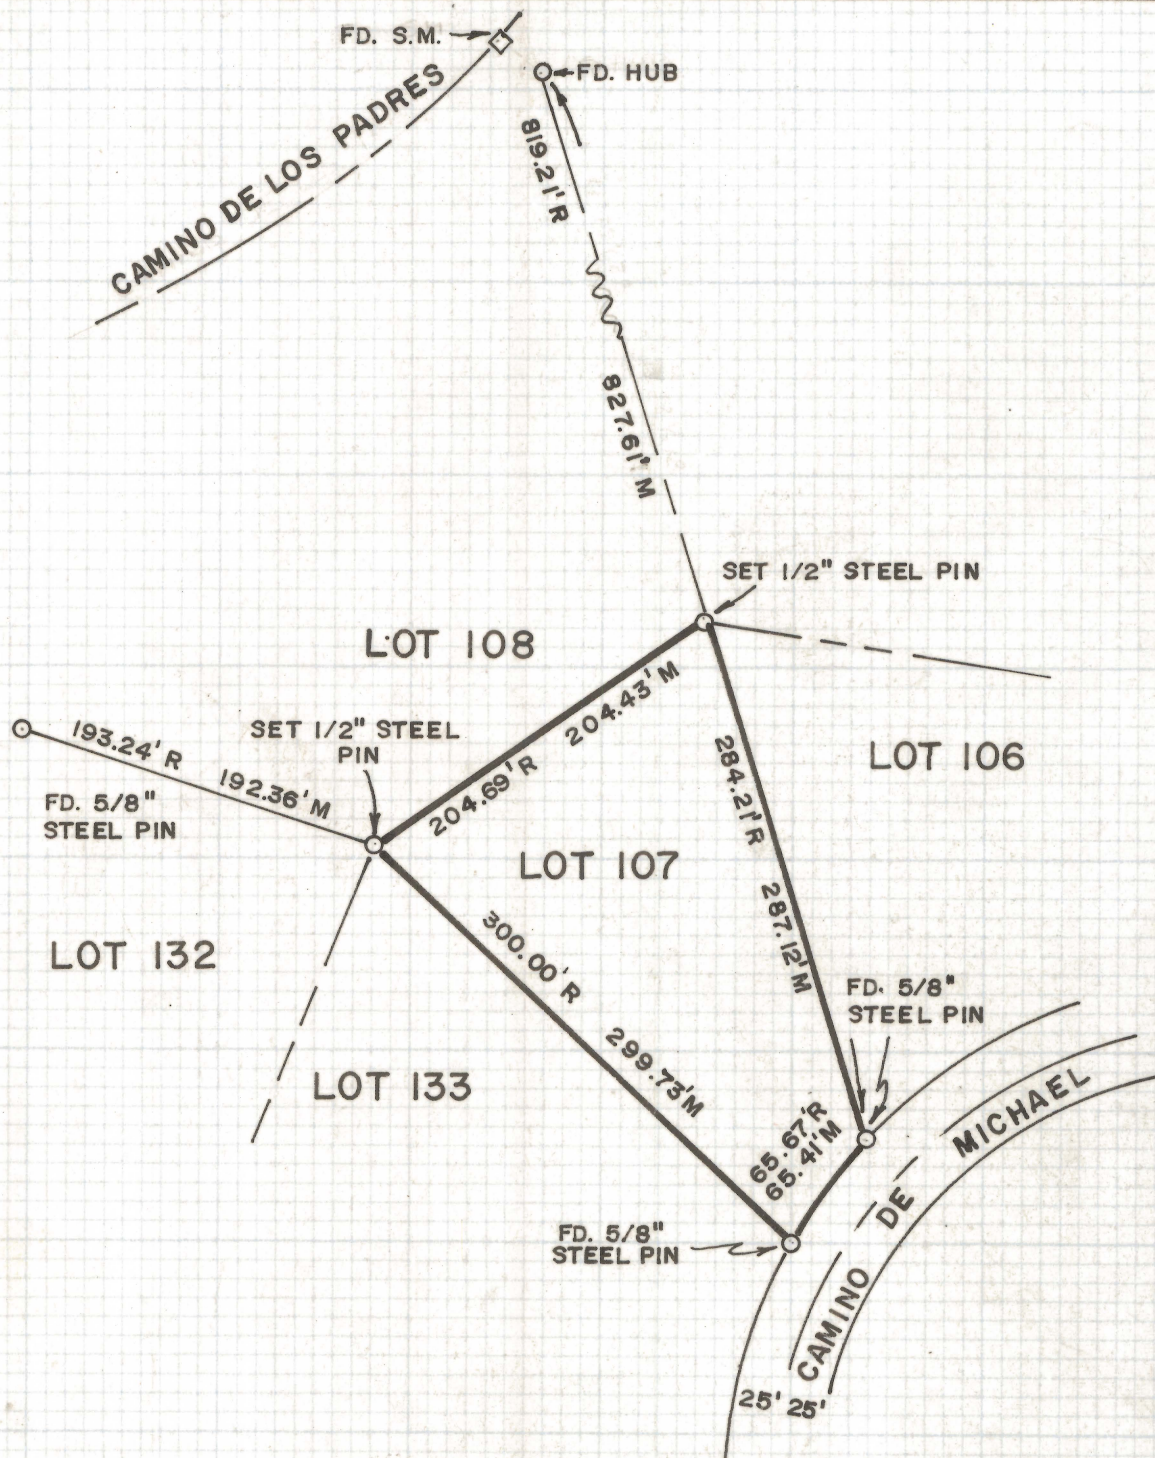 FD. S.M.
FD. HUB
CAMINO DE LOS PADRES
819.21' R
827.61' M
SET 1/2" STEEL PIN
LOT 108
204.43' M
204.69' R
193.24' R
192.36' M
SET 1/2" STEEL
PIN
FD. 5/8"
STEEL PIN
LOT 106
284.21' R
287.12' M
LOT 107
LOT 132
300.00' R
299.73' M
FD. 5/8"
STEEL PIN
LOT 133
65.67' R
65.41' M
CAMINO DE MICHAEL
FD. 5/8"
STEEL PIN
25' 25'